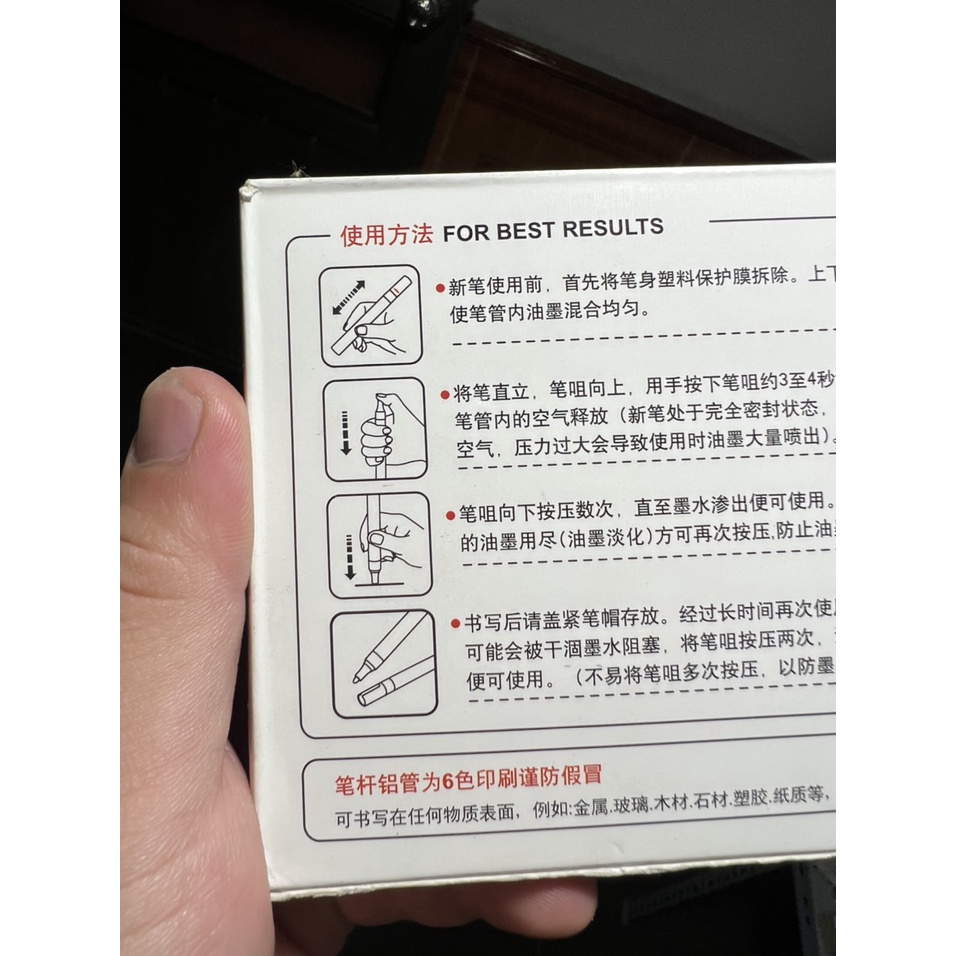 使用方法 FOR BEST RESULTS
●新笔使用前，首先将笔身塑料保护膜拆除。上下
使笔管内油墨混合均匀。
●将笔直立，笔咀向上，用手按下笔咀约3至4秒
笔管内的空气释放（新笔处于完全密封状态，
空气，压力过大会导致使用时油墨大量喷出）。
●笔咀向下按压数次，直至墨水渗出便可使用。
的油墨用尽(油墨淡化)方可再次按压,防止油墨
●书写后请盖紧笔帽存放。经过长时间再次使用
可能会被干涸墨水阻塞，将笔咀按压两次，
便可使用。（不易将笔咀多次按压，以防墨
笔杆铝管为6色印刷谨防假冒
可书写在任何物质表面，例如:金属.玻璃.木材.石材.塑胶.纸质等，